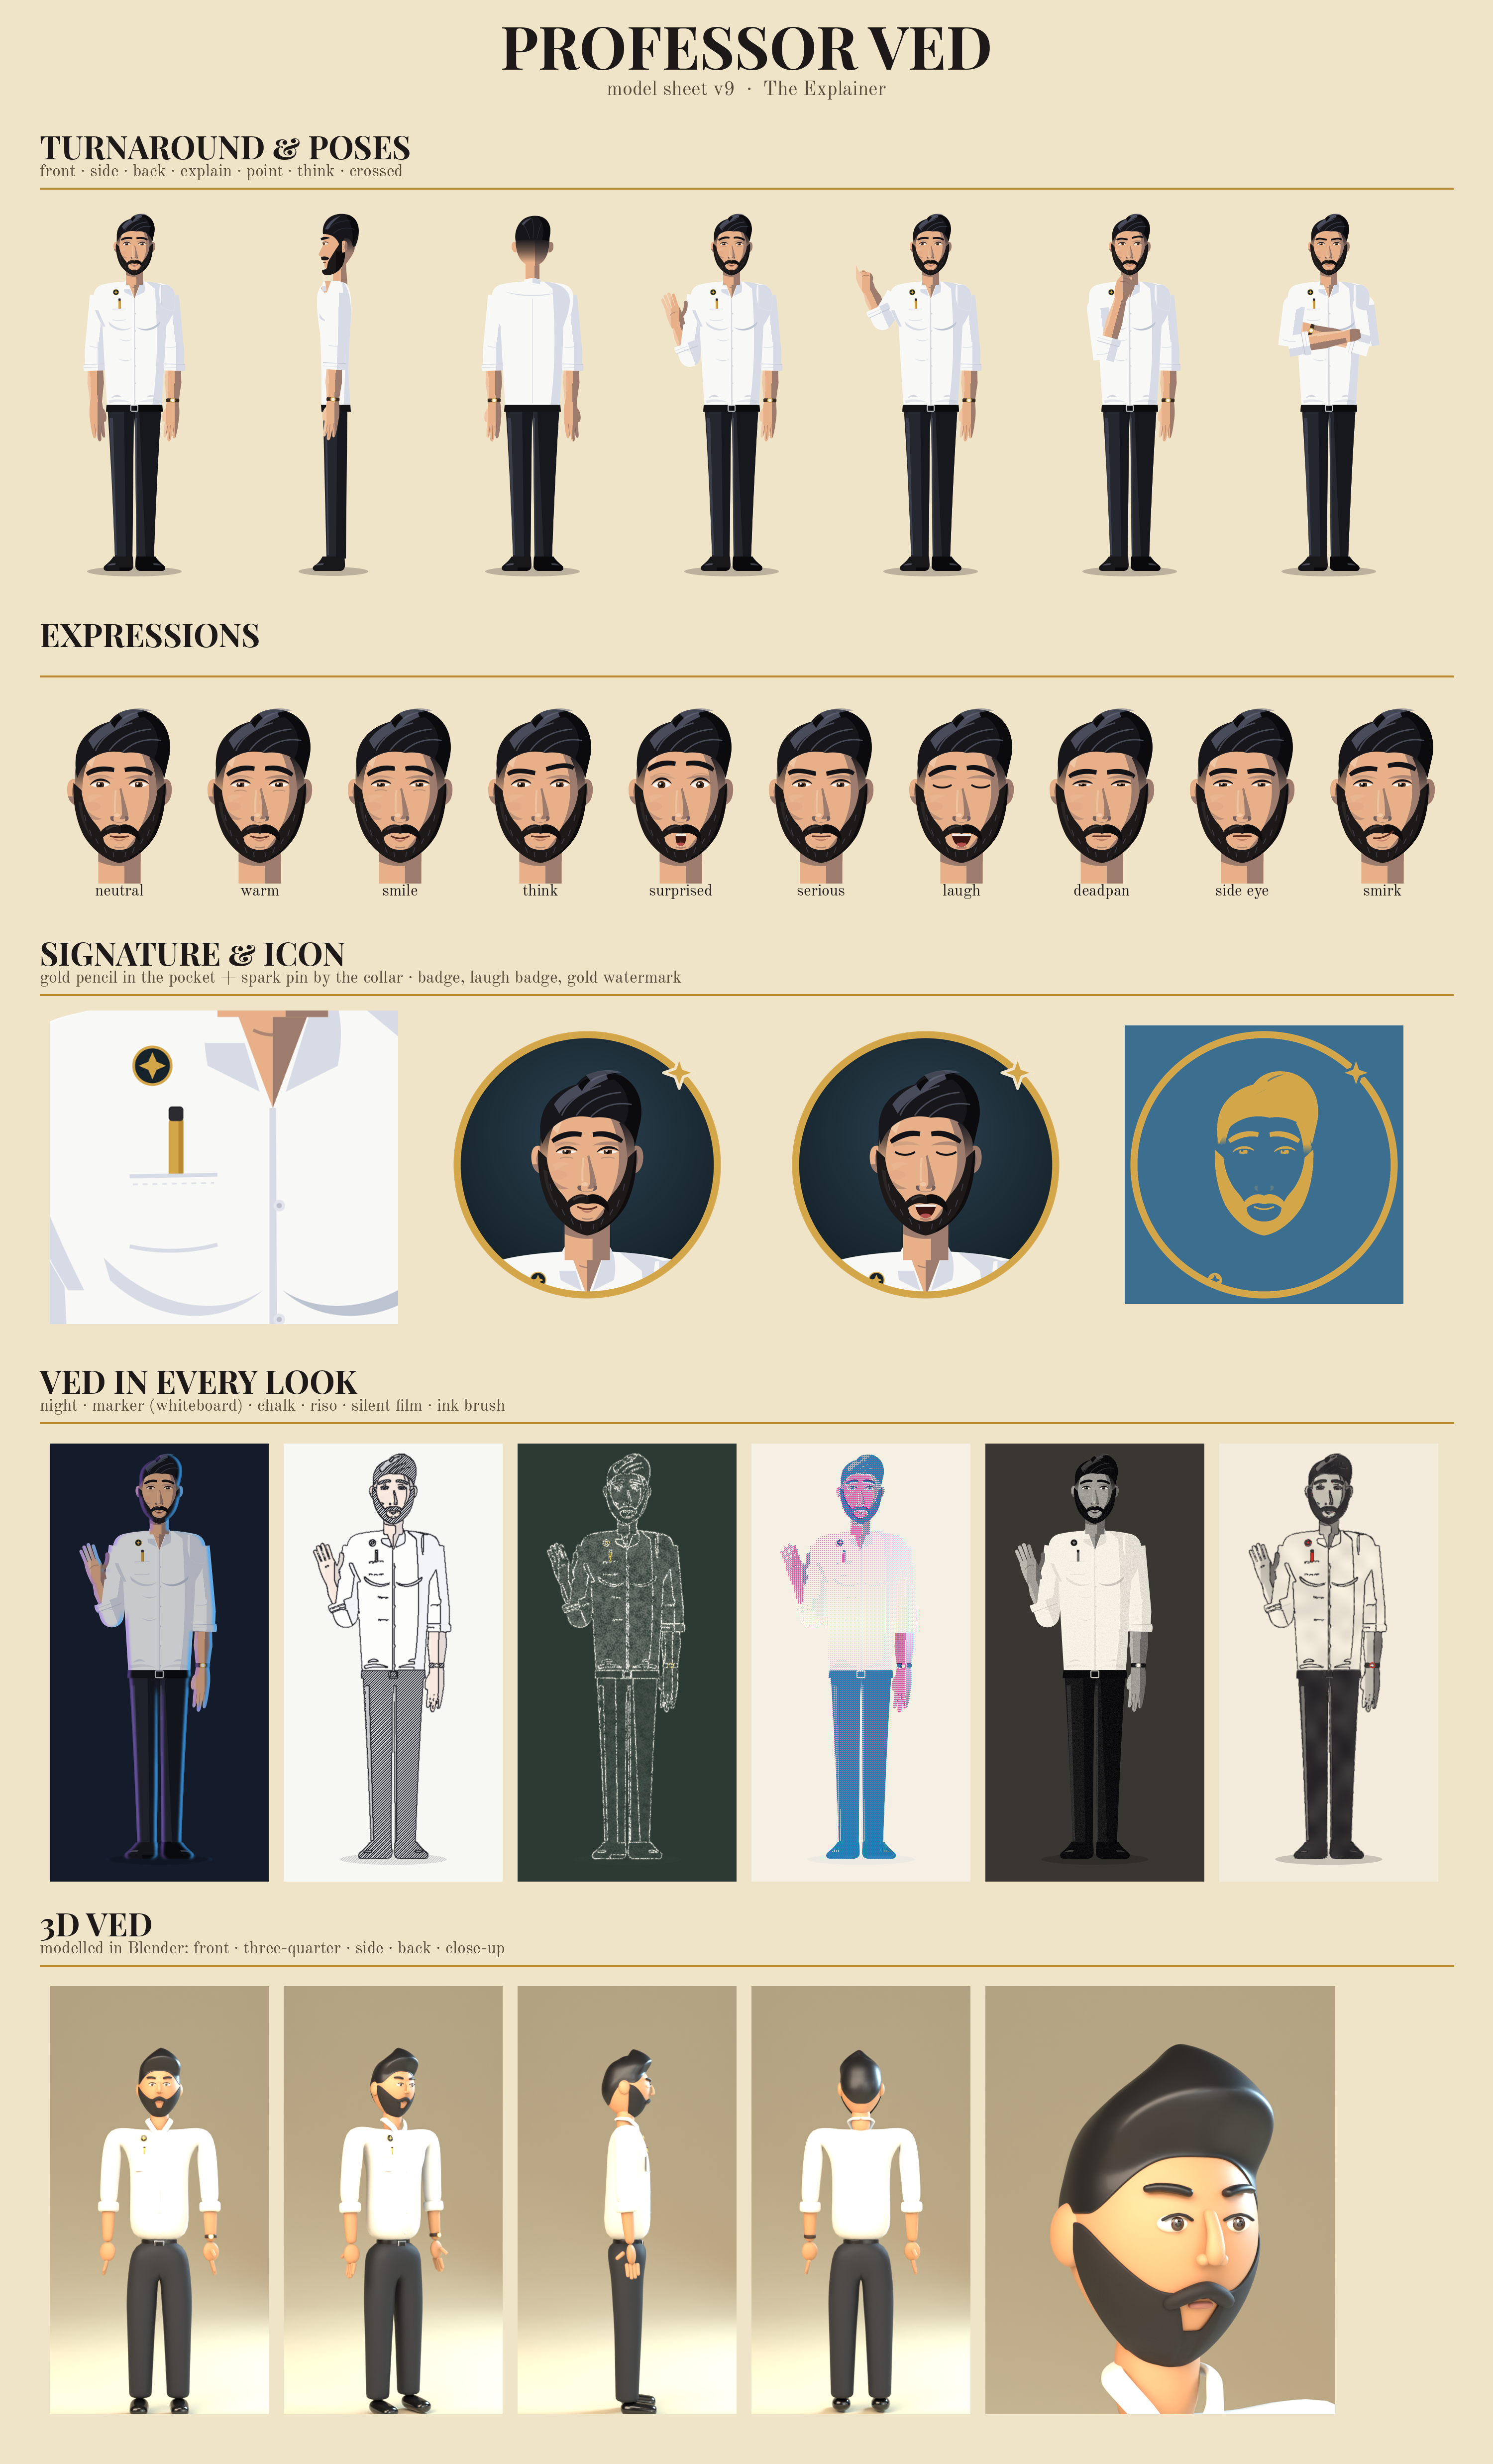 PROFESSOR VED
model sheet v9 · The Explainer
TURNAROUND & POSES
front · side · back · explain · point · think · crossed
EXPRESSIONS
neutral warm smile think surprised serious laugh deadpan side eye smirk
SIGNATURE & ICON
gold pencil in the pocket + spark pin by the collar · badge, laugh badge, gold watermark
VED IN EVERY LOOK
night · marker (whiteboard) · chalk · riso · silent film · ink brush
3D VED
modelled in Blender: front · three-quarter · side · back · close-up